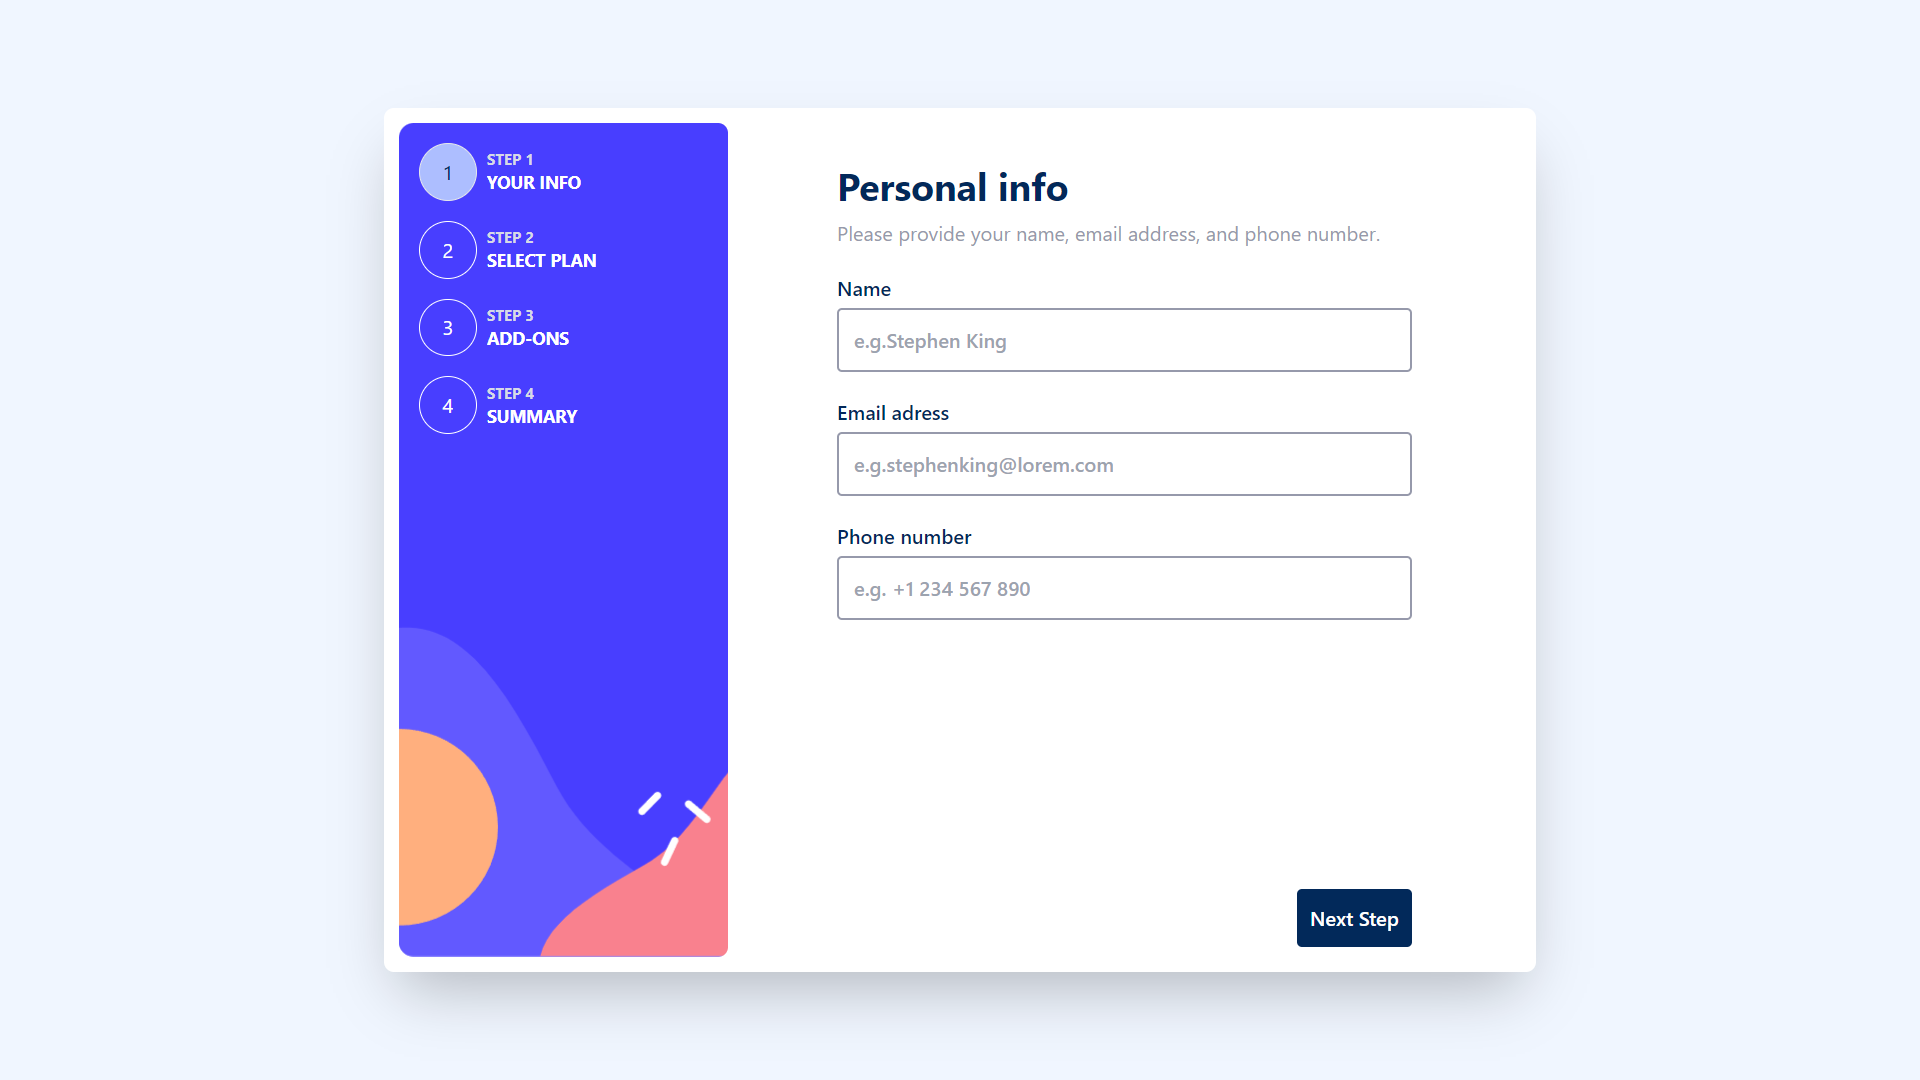 1
STEP 1
YOUR INFO
2
STEP 2
SELECT PLAN
3
STEP 3
ADD-ONS
4
STEP 4
SUMMARY
Personal info
Please provide your name, email address, and phone number.
Name
e.g.Stephen King
Email adress
e.g.stephenking@lorem.com
Phone number
e.g. +1 234 567 890
Next Step